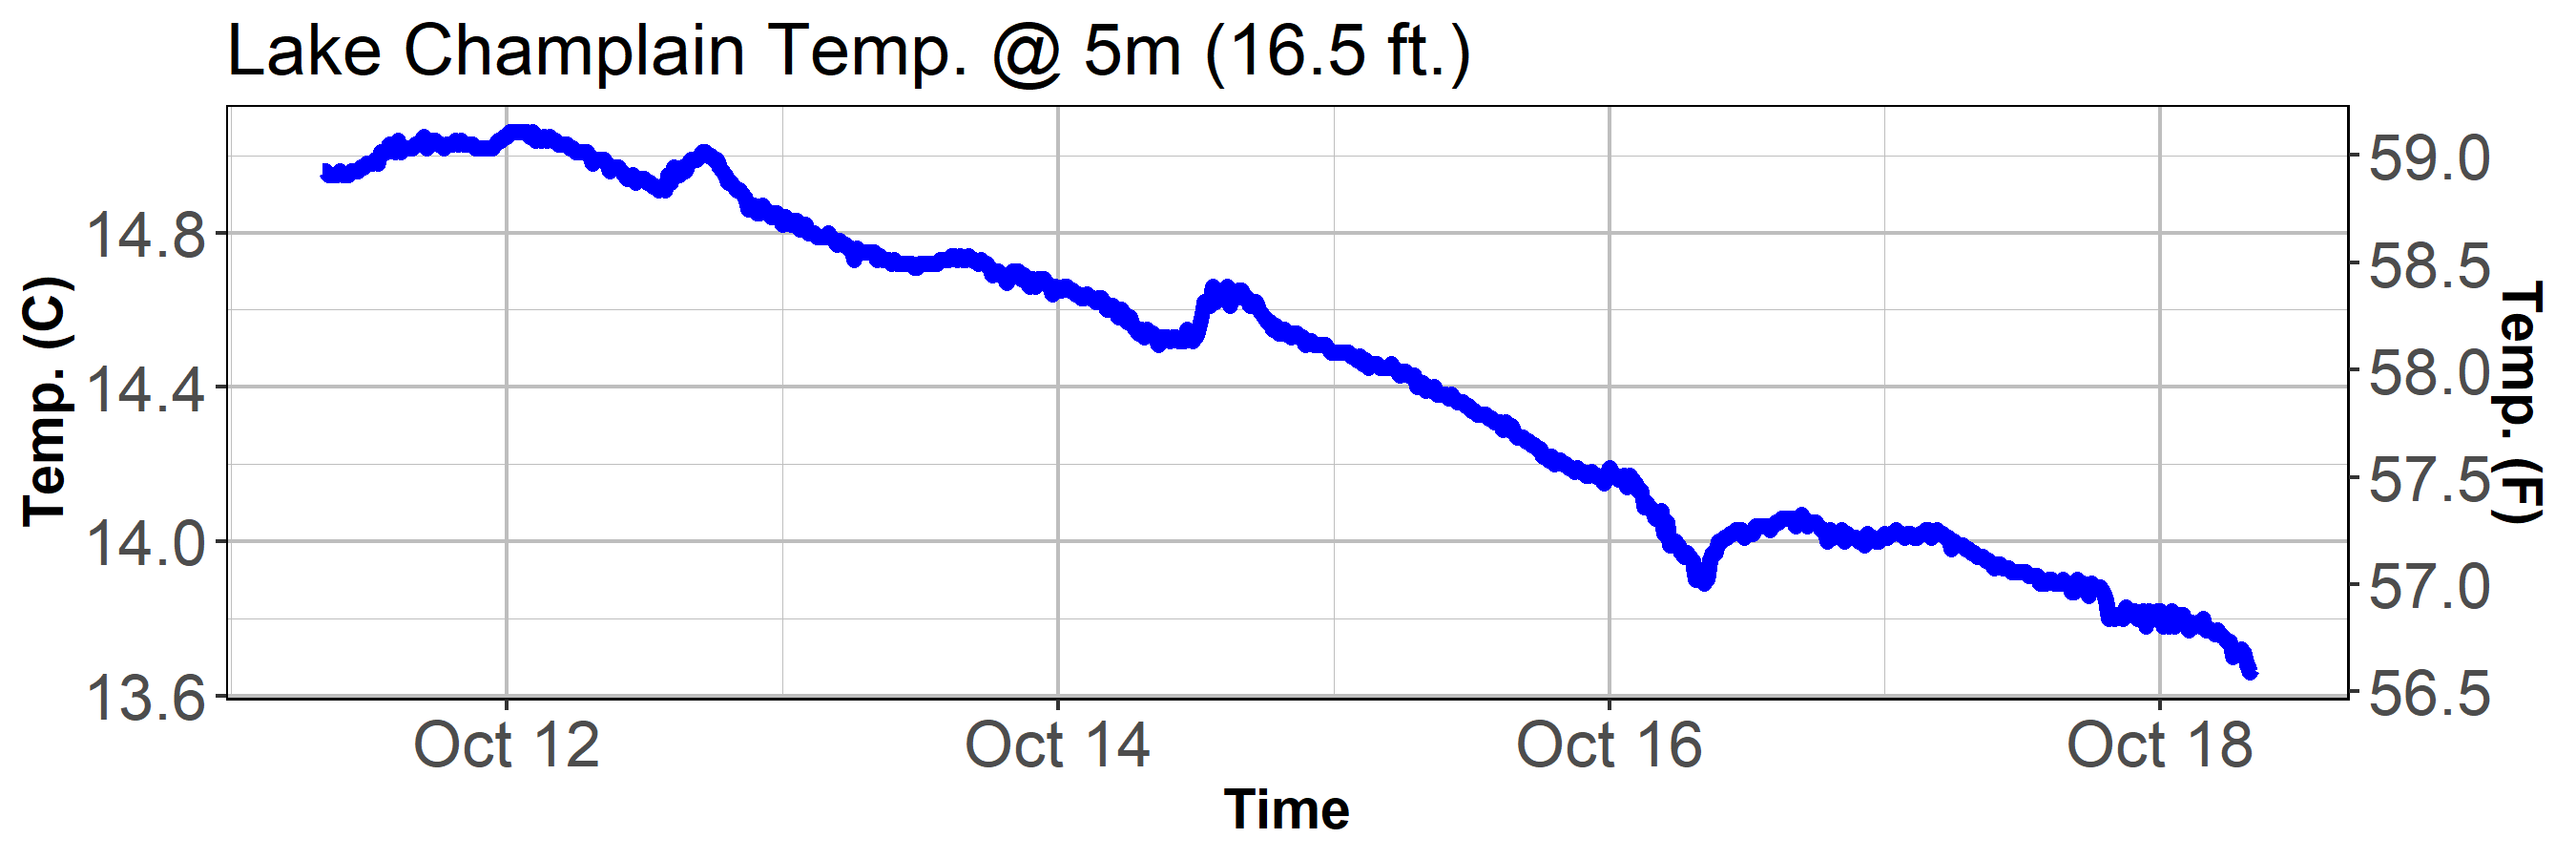 Lake Champlain Temp. @ 5m (16.5 ft.)
Temp. (C)
14.8
14.4
14.0
13.6
59.0
58.5
58.0
57.5
57.0
56.5
Temp. (F)
Oct 12
Oct 14
Oct 16
Oct 18
Time